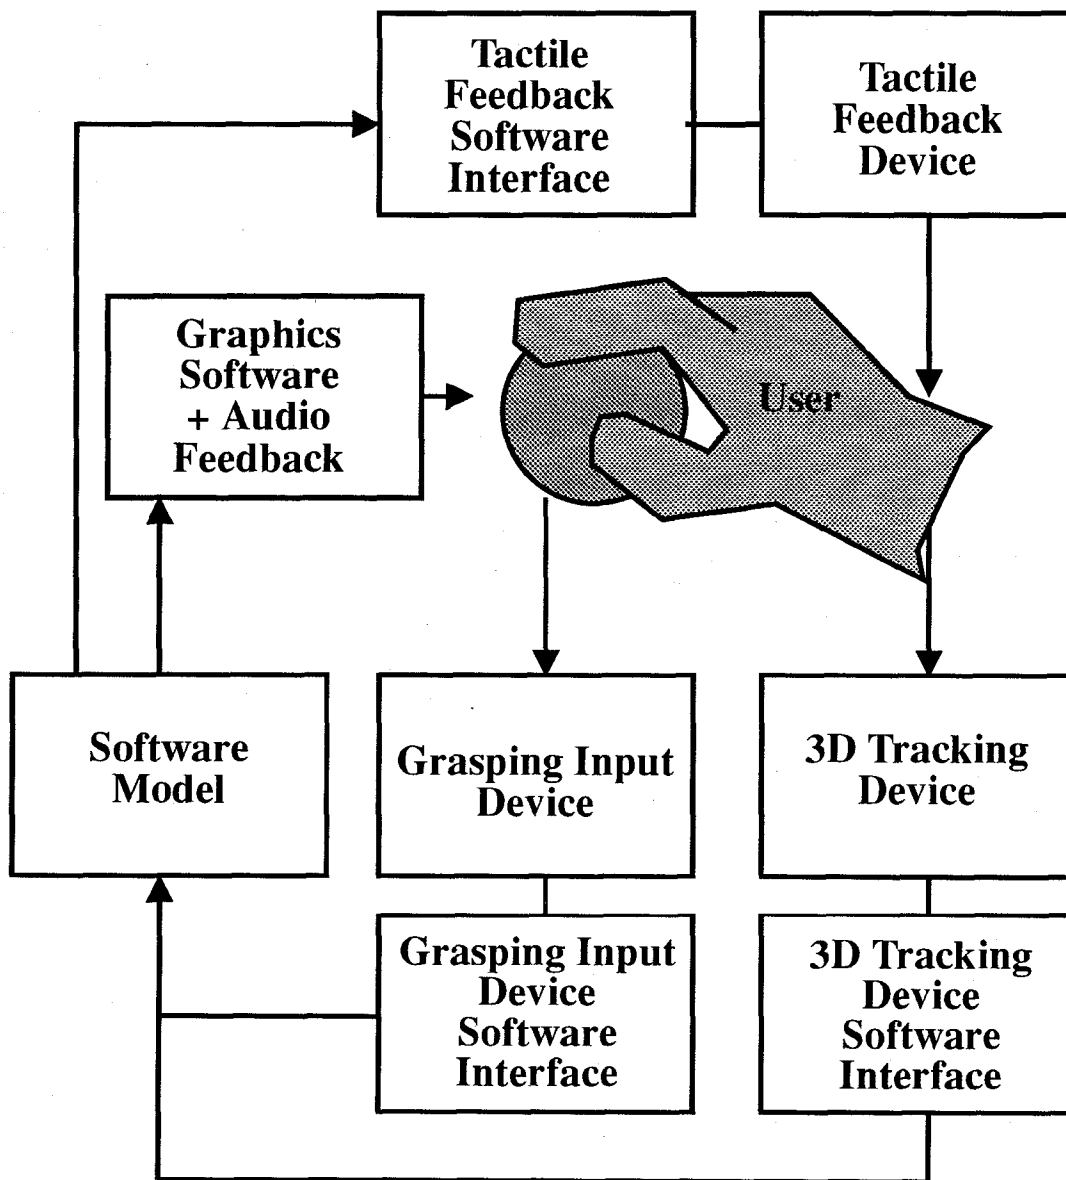 Tactile
Feedback
Software
Interface
Tactile
Feedback
Device
Graphics
Software
+ Audio
Feedback
User
Software
Model
Grasping Input
Device
3D Tracking
Device
Grasping Input
Device
Software
Interface
3D Tracking
Device
Software
Interface